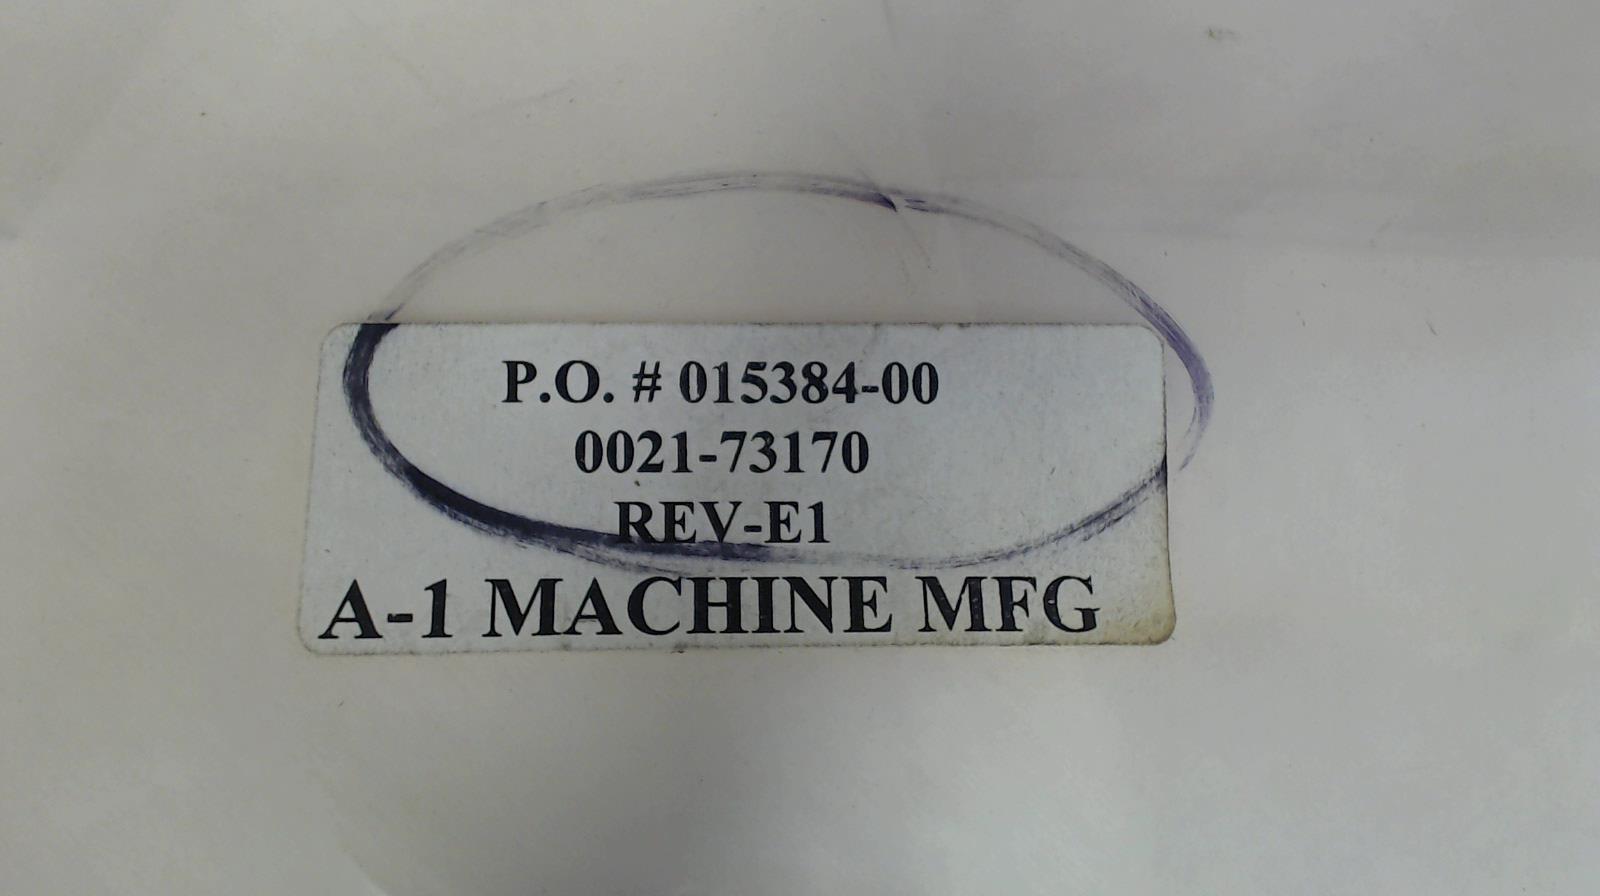 P.O. # 015384-00
0021-73170
REV-E1
A-1 MACHINE MFG